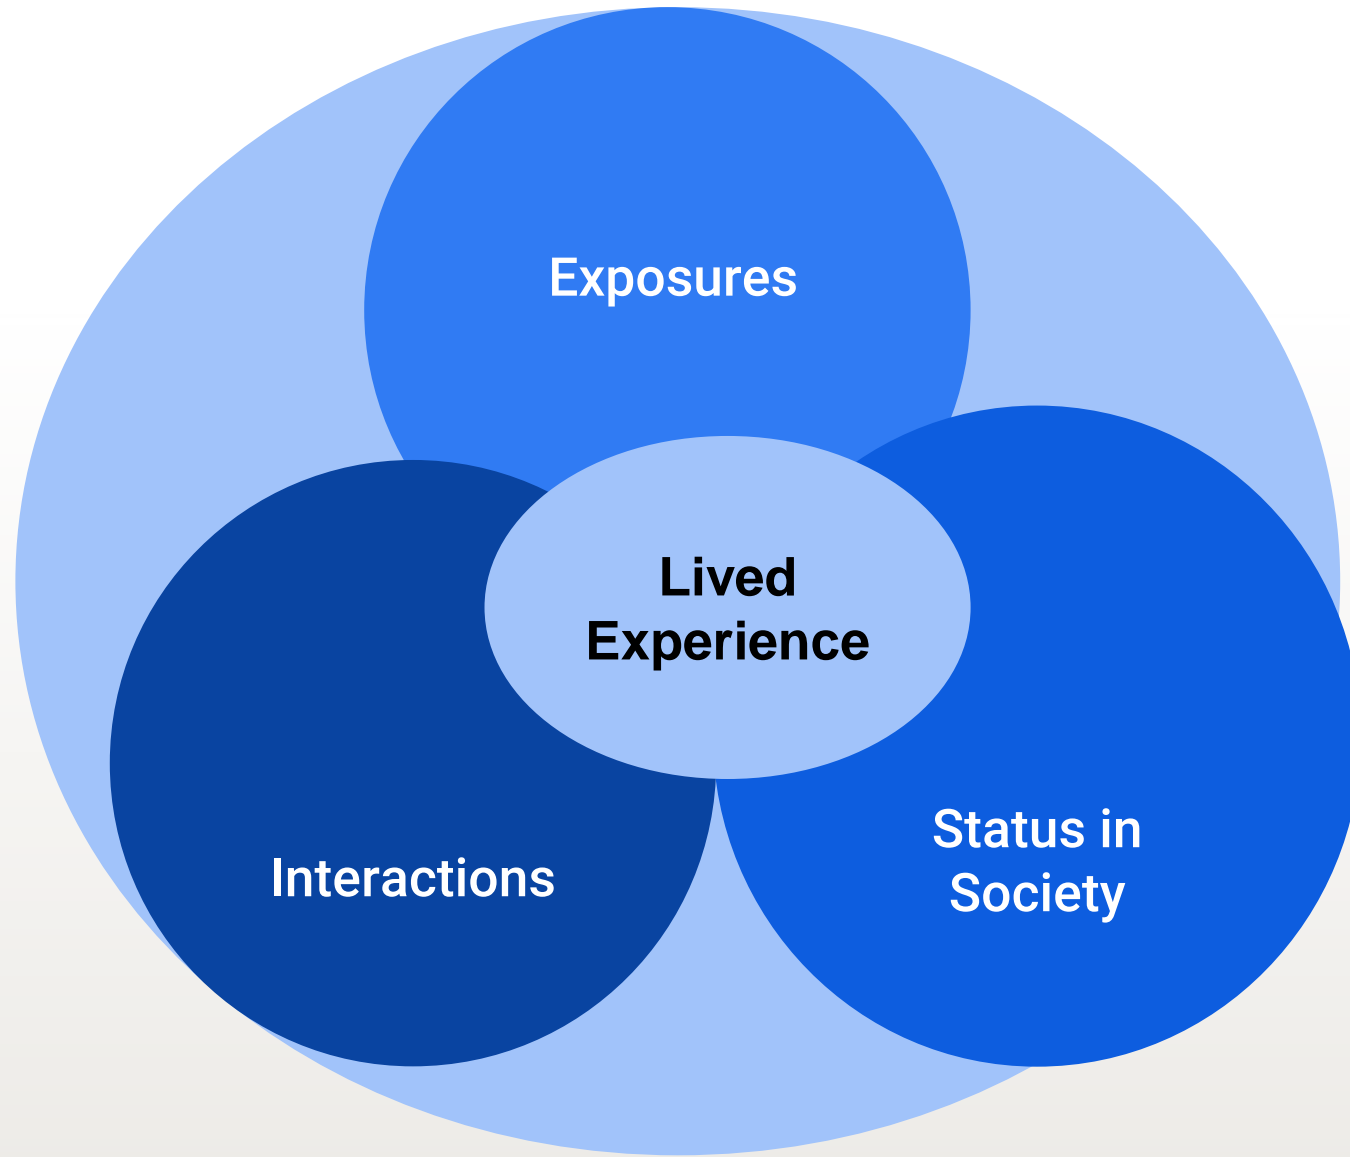 Exposures
Lived
Experience
Status in
Society
Interactions